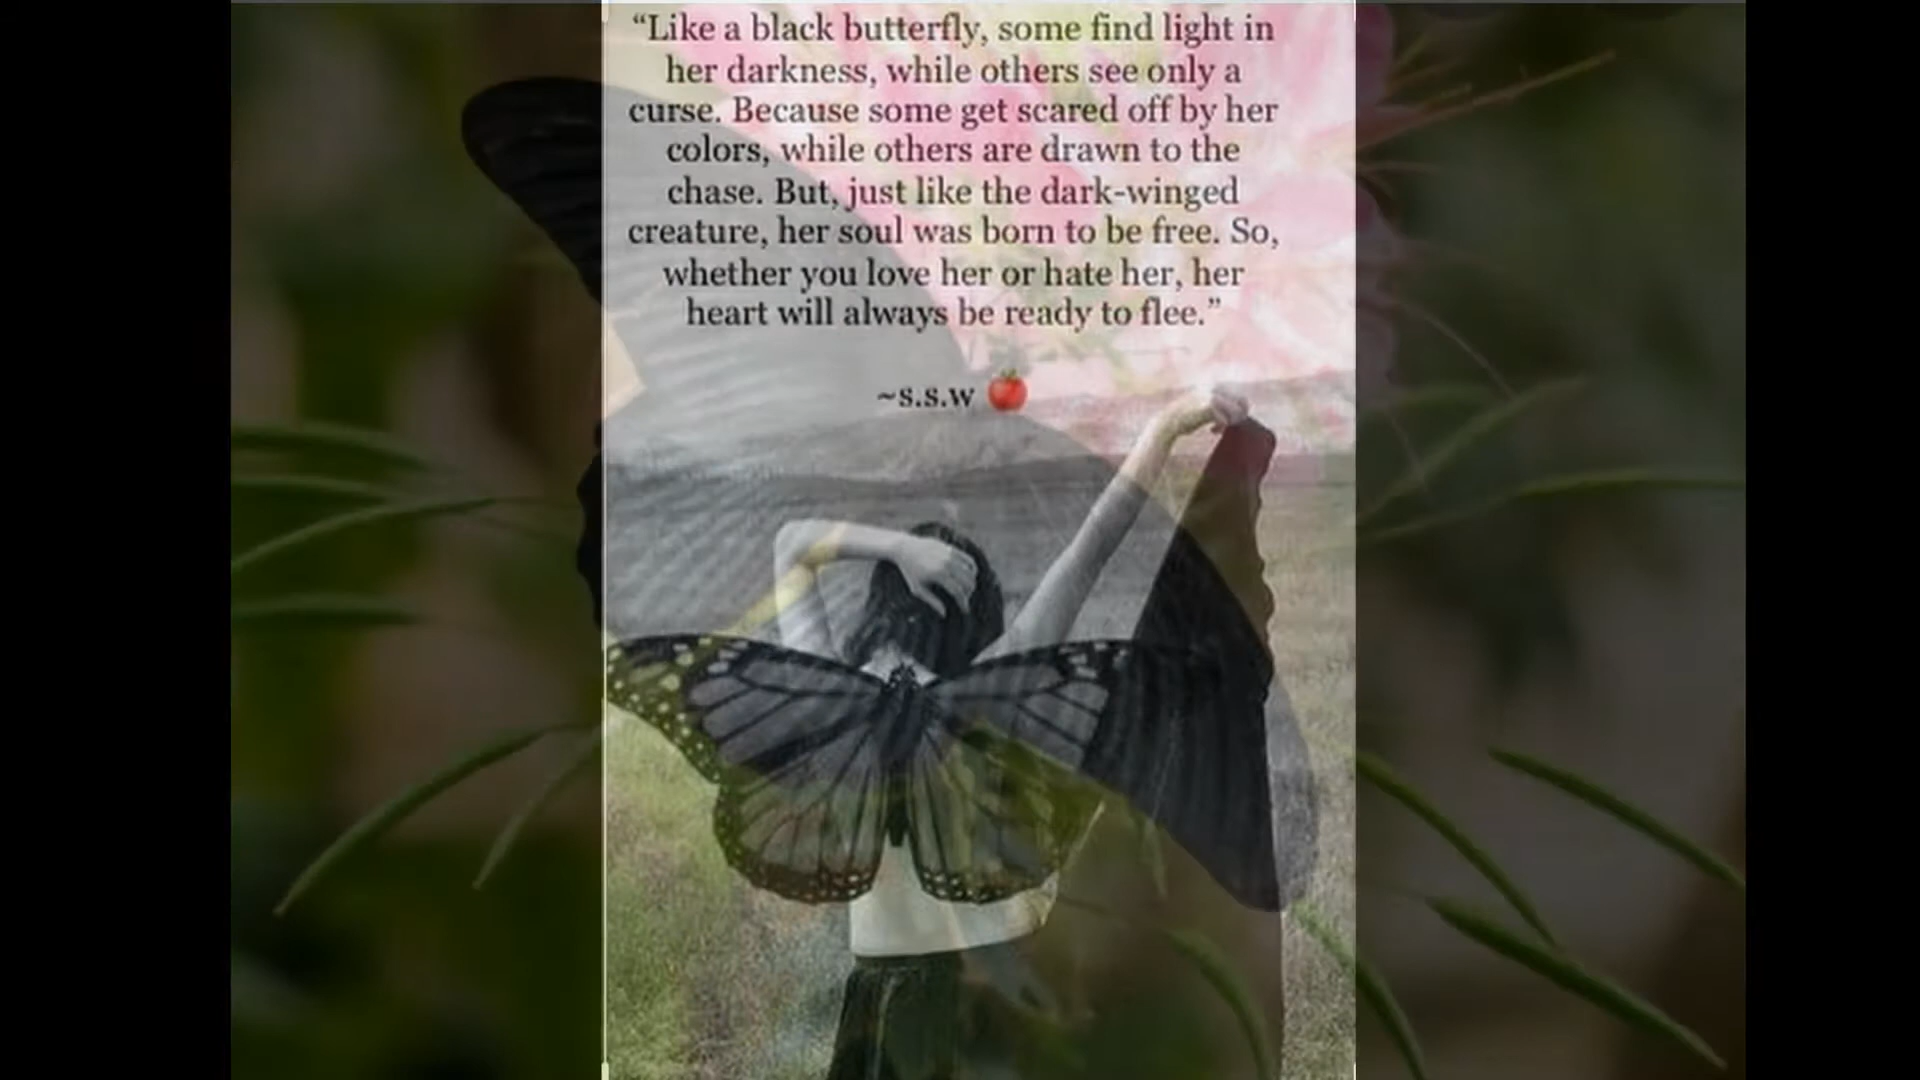 “Like a black butterfly, some find light in
her darkness, while others see only a
curse. Because some get scared off by her
colors, while others are drawn to the
chase. But, just like the dark-winged
creature, her soul was born to be free. So,
whether you love her or hate her, her
heart will always be ready to flee.”
~s.s.w